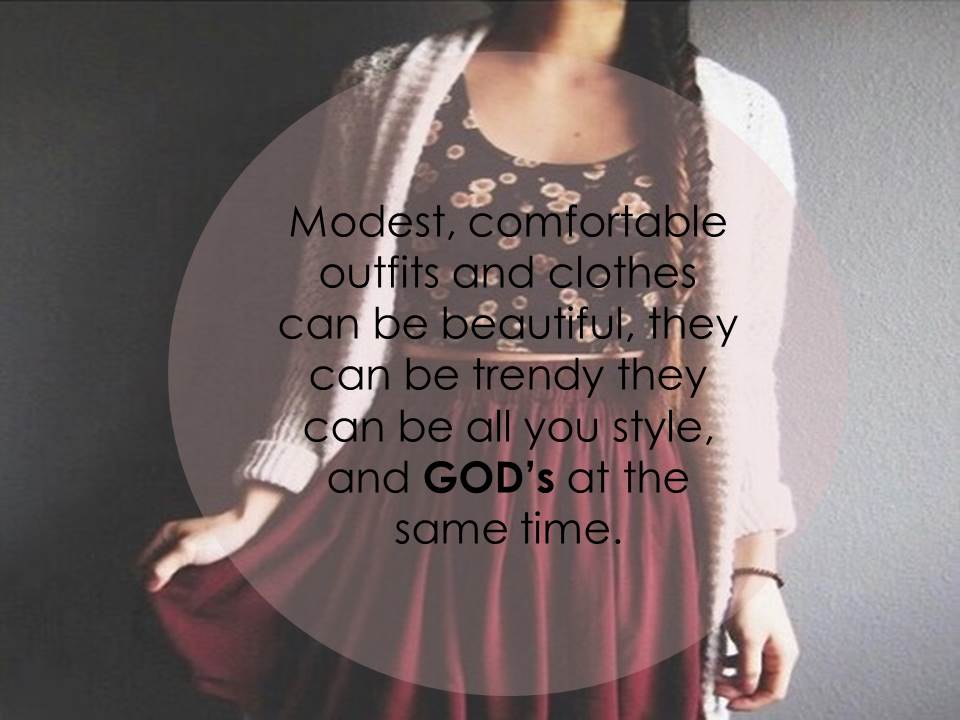 Modest, comfortable
outfits and clothes
can be beautiful, they
can be trendy they
can be all you style,
and GOD’s at the
same time.